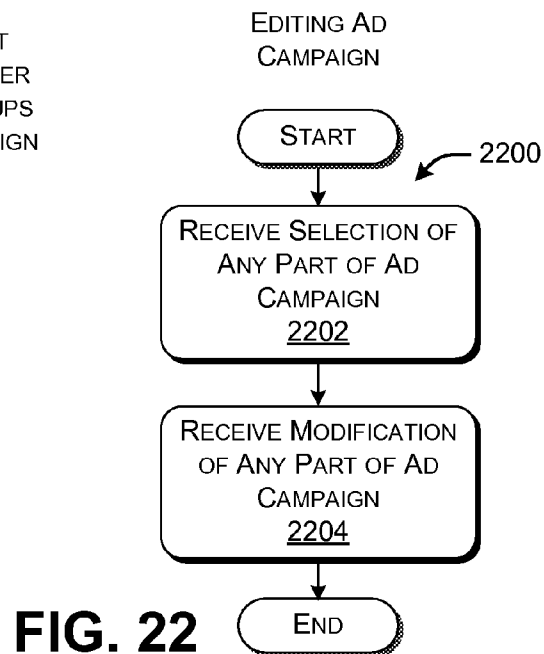 EDITING AD
CAMPAIGN
START
2200
RECEIVE SELECTION OF
ANY PART OF AD
CAMPAIGN
2202
RECEIVE MODIFICATION
OF ANY PART OF AD
CAMPAIGN
2204
END
FIG. 22